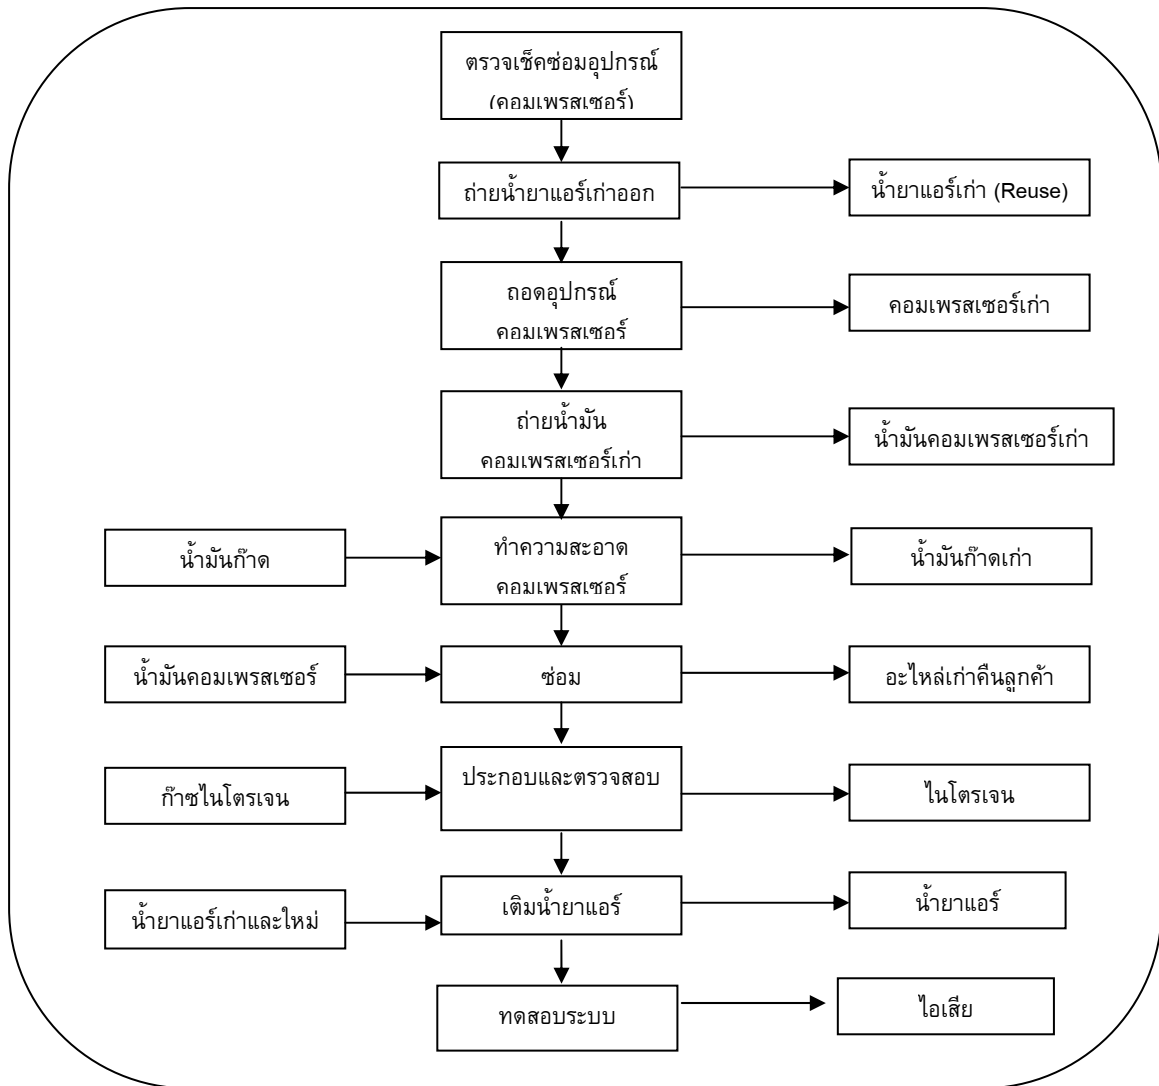 ตรวจเช็คซ่อมอุปกรณ์
(คอมเพรสเซอร์)
ถ่ายน้ำยาแอร์เก่าออก
น้ำยาแอร์เก่า (Reuse)
ถอดอุปกรณ์
คอมเพรสเซอร์
คอมเพรสเซอร์เก่า
ถ่ายน้ำมัน
คอมเพรสเซอร์เก่า
น้ำมันคอมเพรสเซอร์เก่า
น้ำมันก๊าด
ทำความสะอาด
คอมเพรสเซอร์
น้ำมันก๊าดเก่า
น้ำมันคอมเพรสเซอร์
ซ่อม
อะไหล่เก่าคืนลูกค้า
ก๊าซไนโตรเจน
ประกอบและตรวจสอบ
ไนโตรเจน
น้ำยาแอร์เก่าและใหม่
เติมน้ำยาแอร์
น้ำยาแอร์
ทดสอบระบบ
ไอเสีย